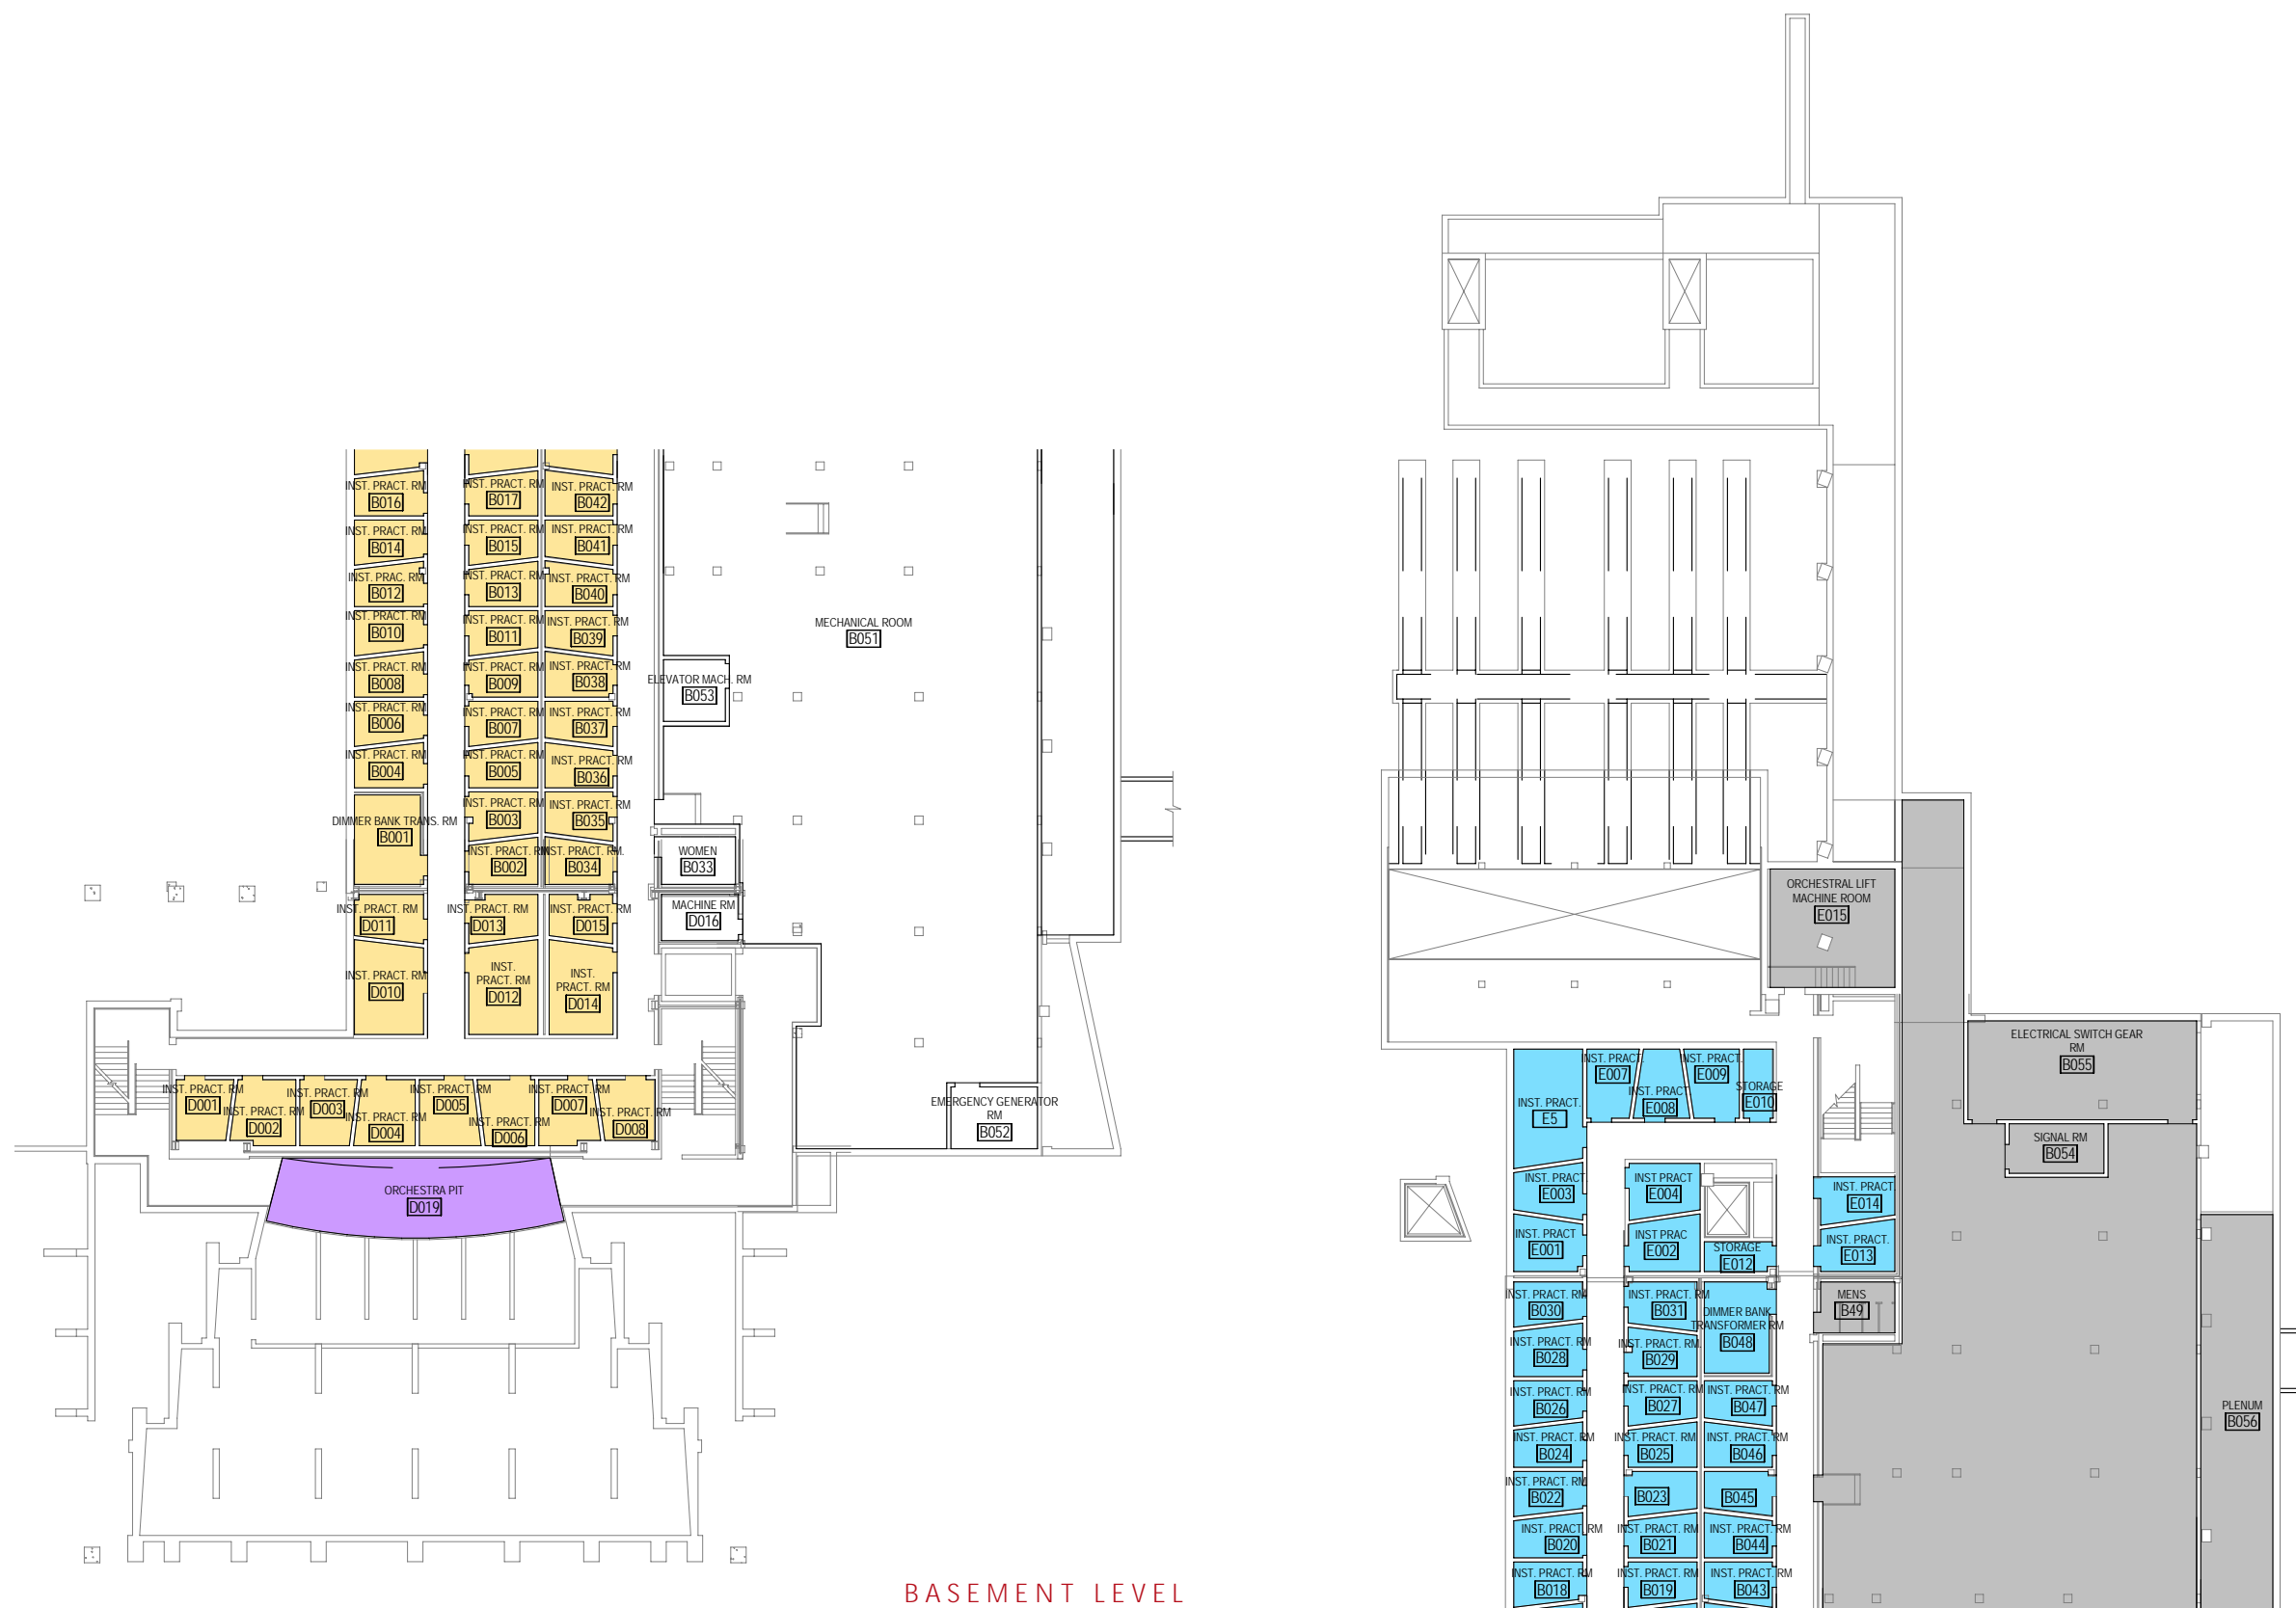 INST. PRACT. RM
B016
INST. PRACT. RM
B017
INST. PRACT. RM
B042
INST. PRACT. RM
B014
INST. PRACT. RM
B015
INST. PRACT. RM
B041
INST. PRAC. RM
B012
INST. PRACT. RM
B013
INST. PRACT. RM
B040
INST. PRACT. RM
B010
INST. PRACT. RM
B011
INST. PRACT. RM
B039
INST. PRACT. RM
B008
INST. PRACT. RM
B009
INST. PRACT. RM
B038
INST. PRACT. RM
B006
INST. PRACT. RM
B007
INST. PRACT. RM
B037
INST. PRACT. RM
B004
INST. PRACT. RM
B005
INST. PRACT. RM
B036
DIMMER BANK TRANS. RM
B001
INST. PRACT. RM
B003
INST. PRACT. RM
B035
INST. PRACT. RM
B002
INST. PRACT. RM.
B034
INST. PRACT. RM
D011
INST. PRACT. RM
D013
INST. PRACT. RM
D015
INST. PRACT. RM
D010
INST.
PRACT. RM
D012
INST.
PRACT. RM
D014
MECHANICAL ROOM
B051
ELEVATOR MACH. RM
B053
WOMEN
B033
MACHINE RM
D016
EMERGENCY GENERATOR
RM
B052
INST. PRACT. RM
D001
INST. PRACT. RM
D002
INST. PRACT. RM
D003
INST. PRACT. RM
D004
INST. PRACT. RM
D005
INST. PRACT. RM
D006
INST. PRACT. RM
D007
INST. PRACT. RM
D008
ORCHESTRA PIT
D019
ORCHESTRAL LIFT
MACHINE ROOM
E015
ELECTRICAL SWITCH GEAR
RM
B055
SIGNAL RM
B054
INST. PRACT.
E007
INST. PRACT.
E008
INST. PRACT.
E009
STORAGE
E010
INST. PRACT.
E5
INST. PRACT.
E003
INST PRACT
E004
INST. PRACT
E001
INST PRAC
E002
STORAGE
E012
INST. PRACT.
E014
INST. PRACT.
E013
MENS
B49
INST. PRACT. RM
B030
INST. PRACT. RM
B031
DIMMER BANK
TRANSFORMER RM
B048
INST. PRACT. RM
B028
INST. PRACT. RM.
B029
INST. PRACT. RM
B026
INST. PRACT. RM
B027
INST. PRACT. RM
B047
INST. PRACT. RM
B024
INST. PRACT. RM
B025
INST. PRACT. RM
B046
INST. PRACT. RM.
B022
B023
B045
INST. PRACT. RM
B020
INST. PRACT. RM
B021
INST. PRACT. RM
B044
INST. PRACT. RM
B018
INST. PRACT. RM
B019
INST. PRACT. RM
B043
PLENUM
B056
BASEMENT LEVEL